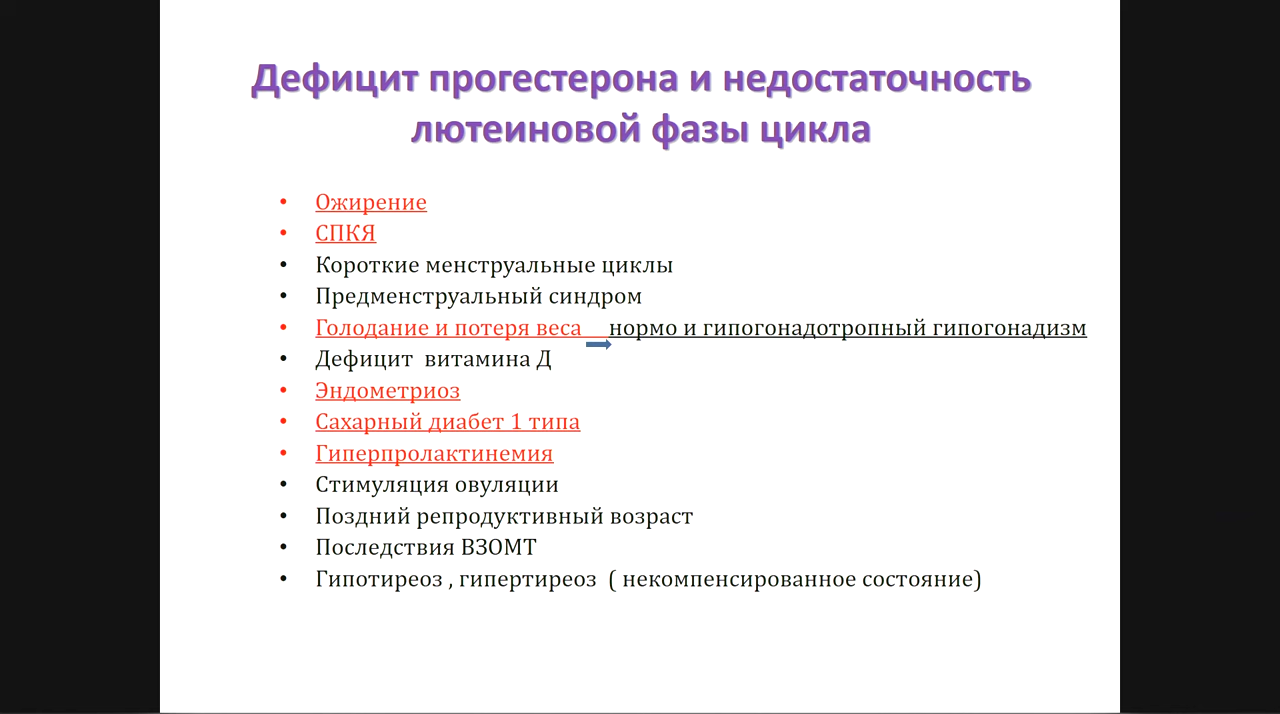 Дефицит прогестерона и недостаточность
лютеиновой фазы цикла
• Ожирение
• СПКЯ
• Короткие менструальные циклы
• Предменструальный синдром
• Голодание и потеря веса нормо и гипогонадотропный гипогонадизм
• Дефицит витамина Д
• Эндометриоз
• Сахарный диабет 1 типа
• Гиперпролактинемия
• Стимуляция овуляции
• Поздний репродуктивный возраст
• Последствия ВЗОМТ
• Гипотиреоз , гипертиреоз ( некомпенсированное состояние)